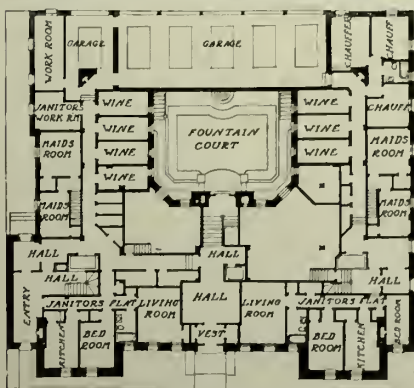 WORK ROOM
GARAGE
GARAGE
CHAUFFER
CHAUFF
JANITORS
WORK RM
WINE
WINE
WINE
WINE
FOUNTAIN
COURT
WINE
WINE
WINE
WINE
CHAUFF
MAIDS
ROOM
MAIDS
ROOM
MAIDS
ROOM
MAIDS
ROOM
HALL
HALL
ENTRY
JANITORS FLAT
KITCHEN
BED
ROOM
LIVING
ROOM
HALL
HALL
VEST
LIVING
ROOM
HALL
JANITORS FLAT
BED
ROOM
KITCHEN
BED ROOM